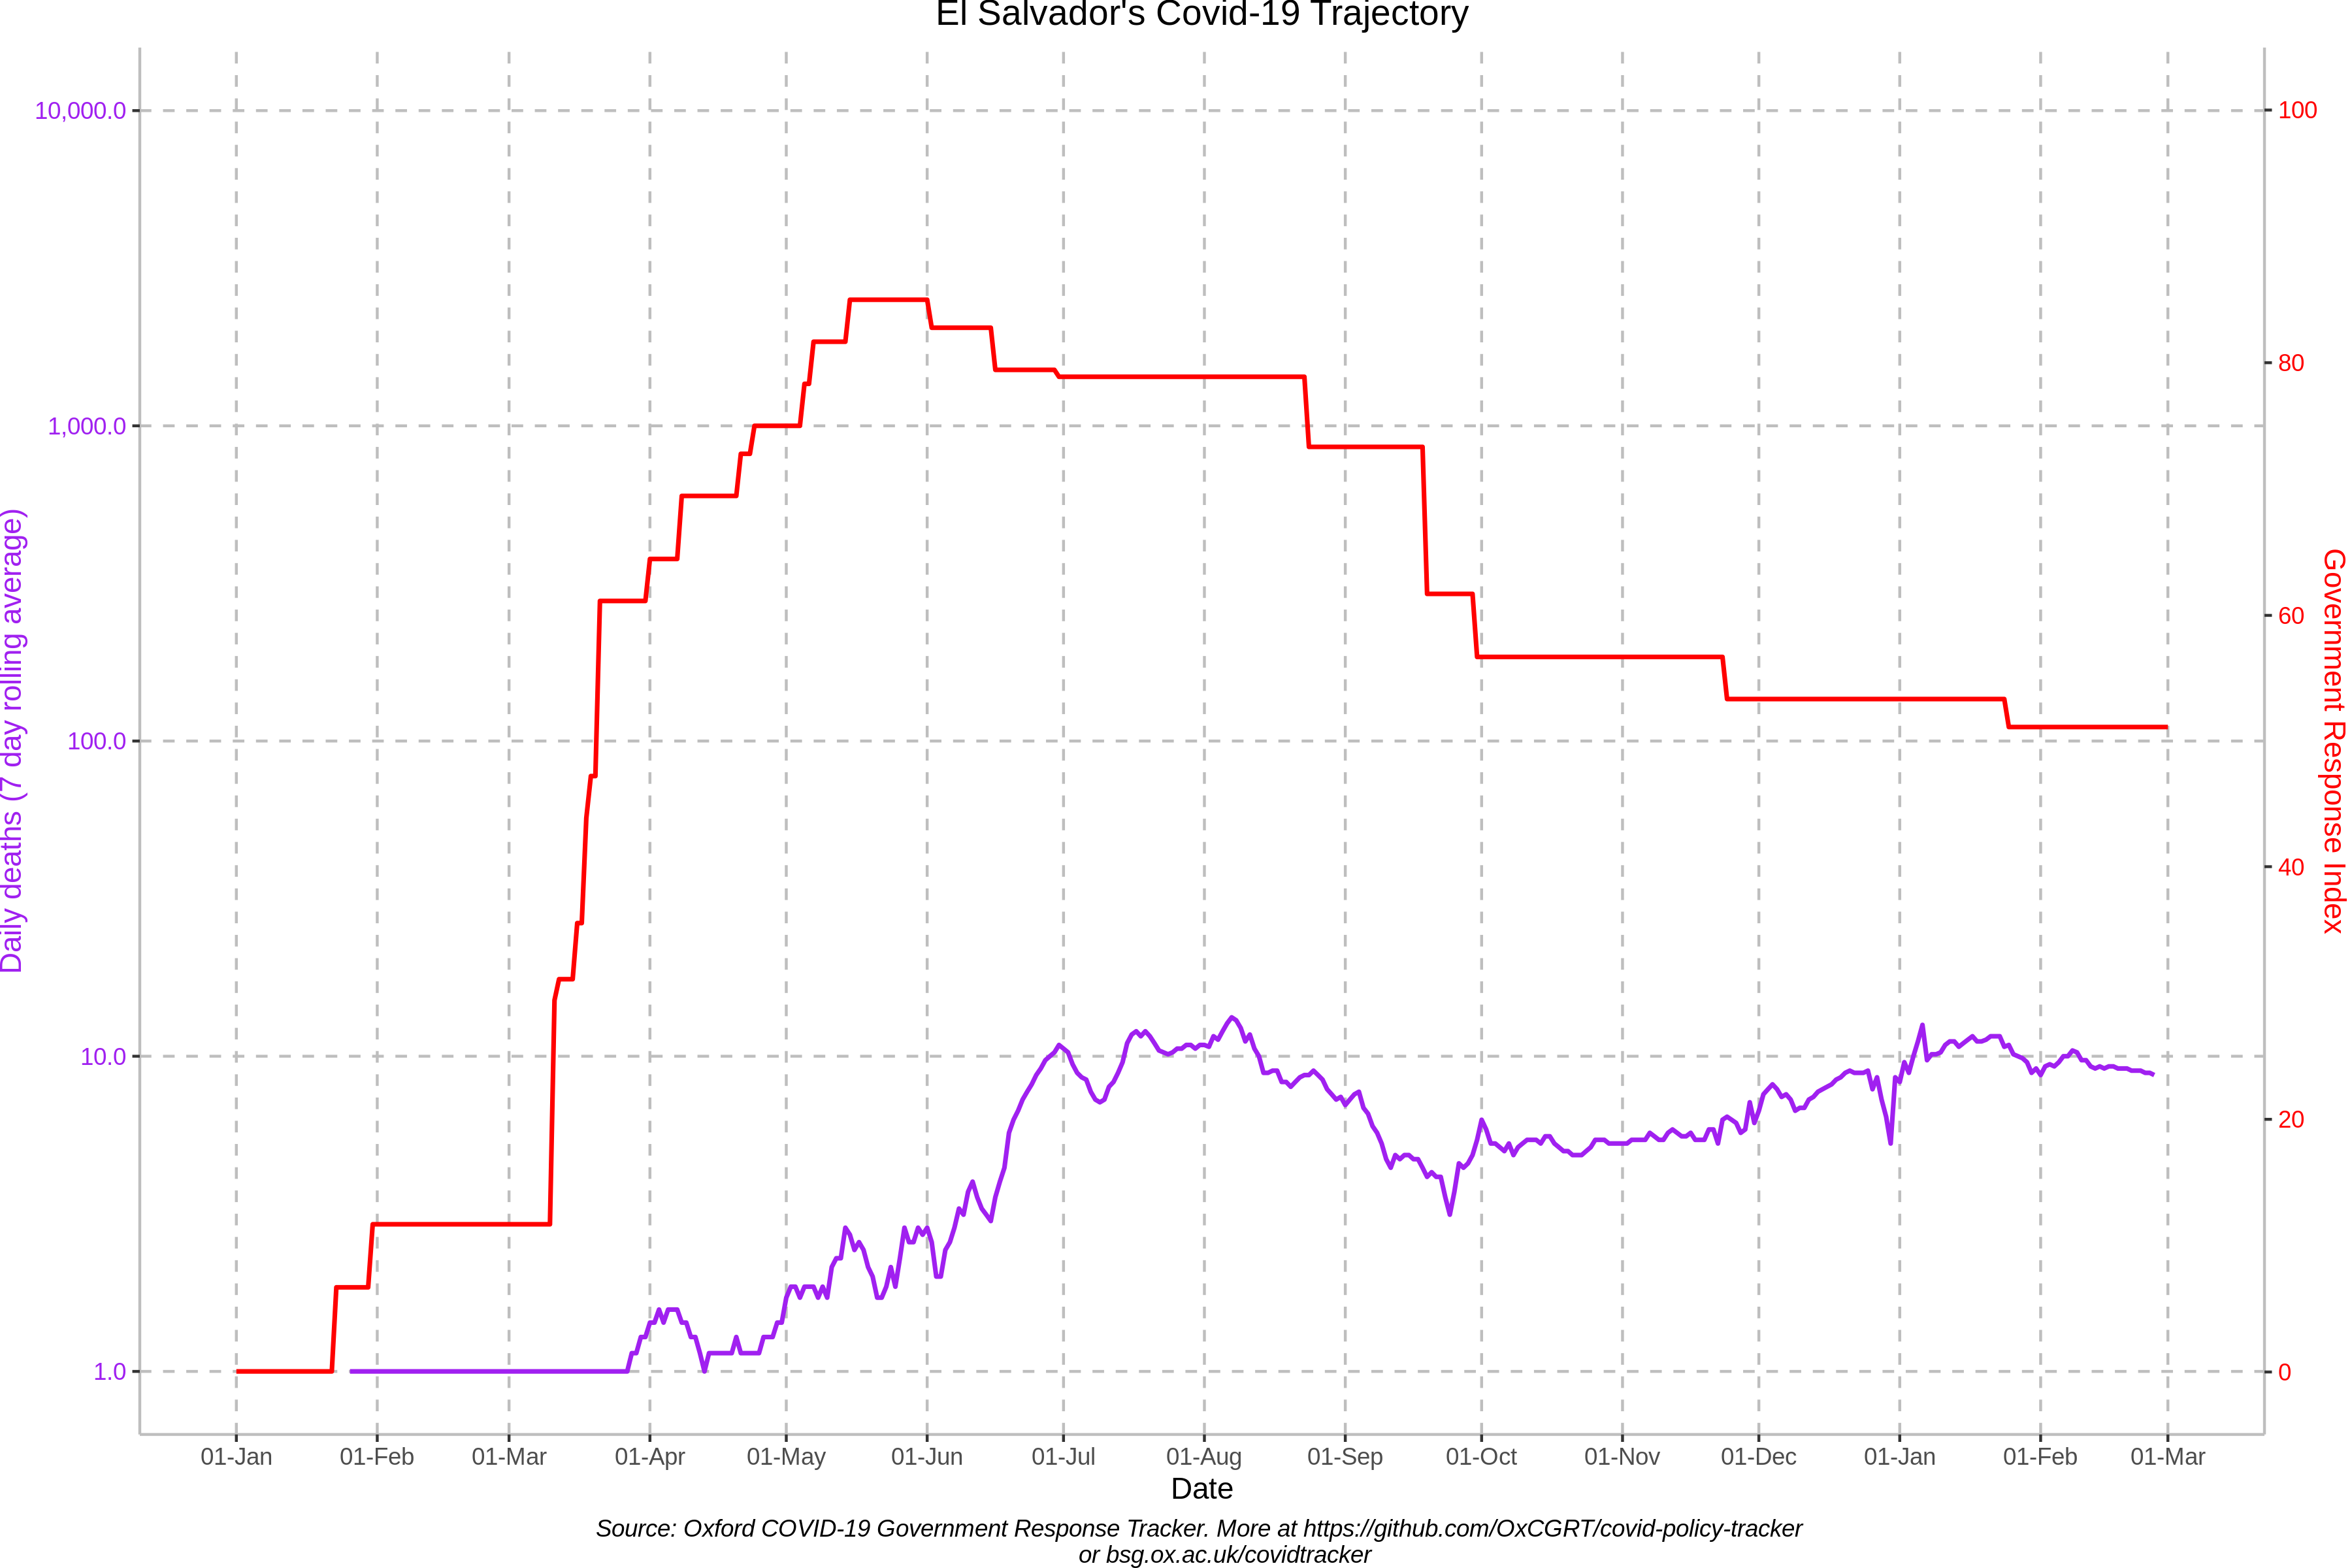 El Salvador's Covid-19 Trajectory
10,000.0
1,000.0
100.0
10.0
1.0
Daily deaths (7 day rolling average)
100
80
60
40
20
0
Government Response Index
01-Jan 01-Feb 01-Mar 01-Apr 01-May 01-Jun 01-Jul 01-Aug 01-Sep 01-Oct 01-Nov 01-Dec 01-Jan 01-Feb 01-Mar
Date
Source: Oxford COVID-19 Government Response Tracker. More at https://github.com/OxCGRT/covid-policy-tracker
or bsg.ox.ac.uk/covidtracker